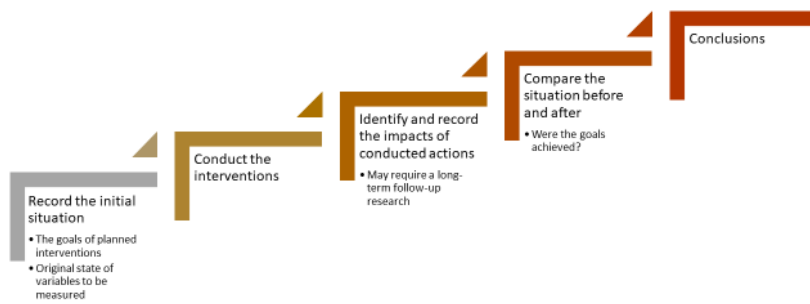 Record the initial
situation
• The goals of planned
interventions
• Original state of
variables to be
measured
Conduct the
interventions
Identify and record
the impacts of
conducted actions
• May require a long-
term follow-up
research
Compare the
situation before
and after
• Were the goals
achieved?
Conclusions